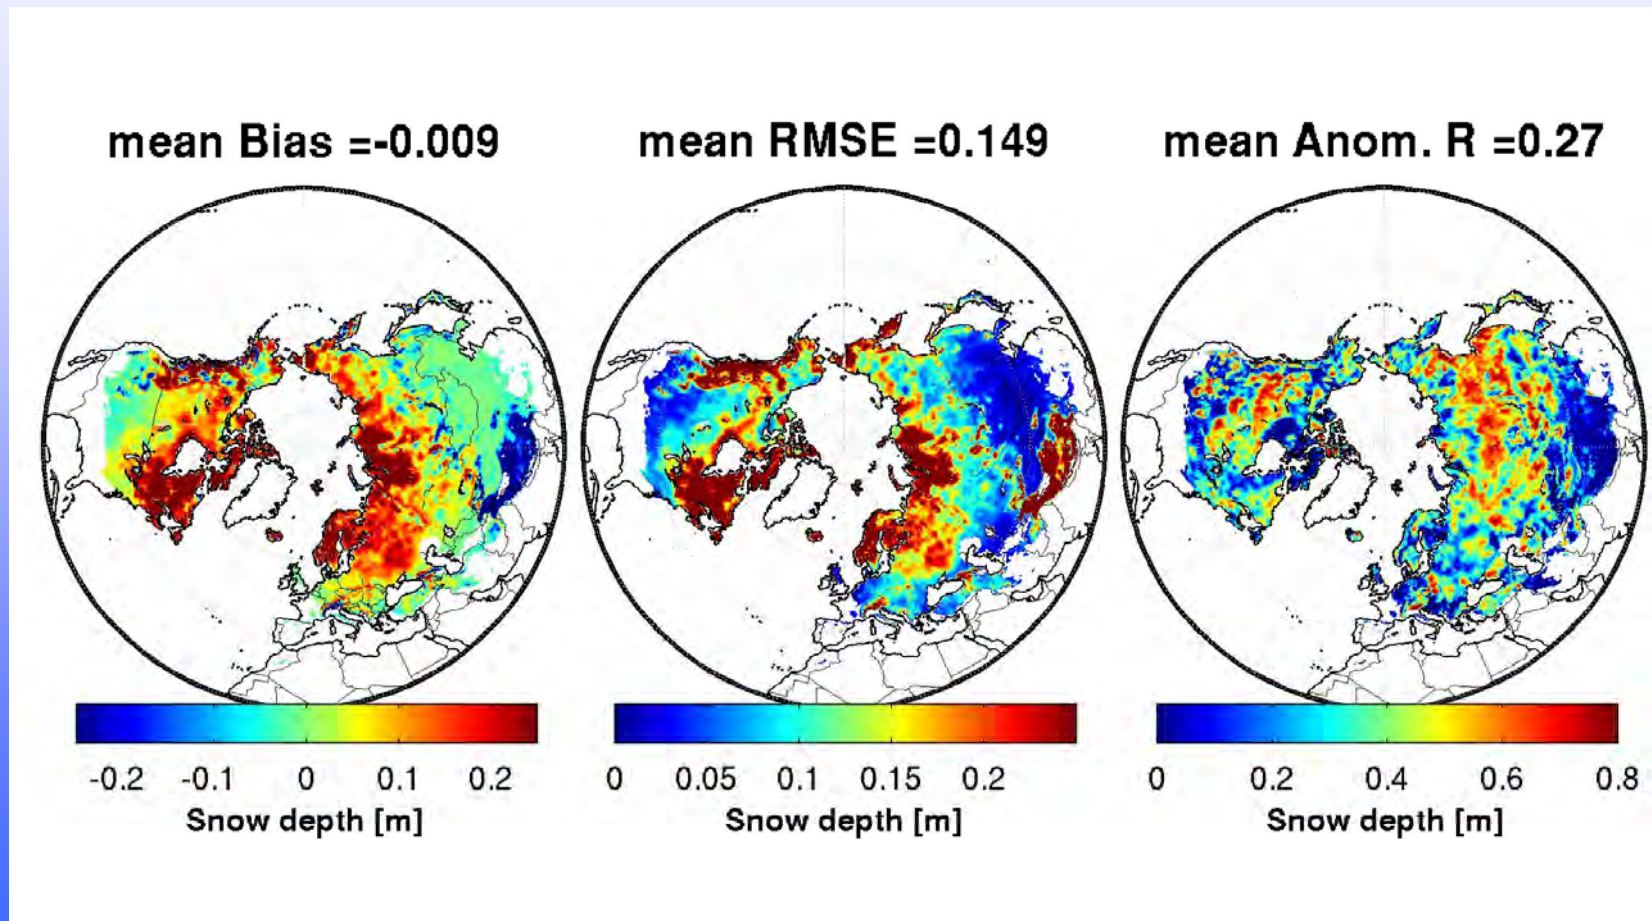 mean Bias =-0.009
mean RMSE =0.149
mean Anom. R =0.27
-0.2 -0.1 0 0.1 0.2
Snow depth [m]
0 0.05 0.1 0.15 0.2
Snow depth [m]
0 0.2 0.4 0.6 0.8
Snow depth [m]